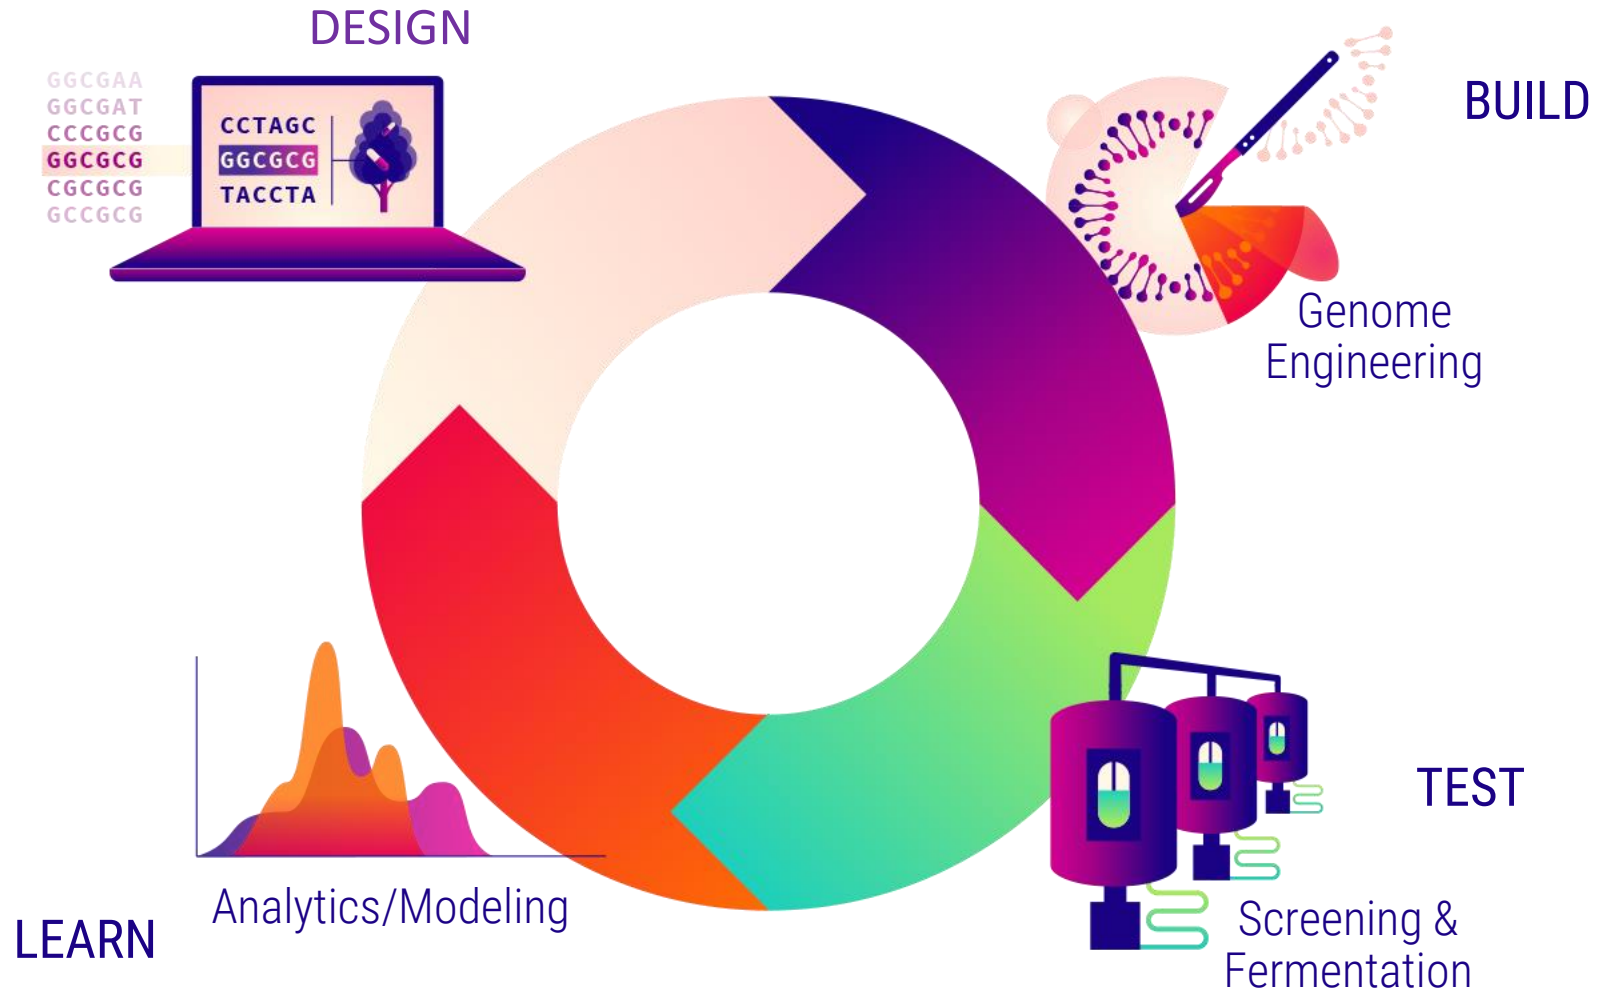 DESIGN
GGCGAA
GGCGAT
CCCGCG
GGCGCG
CGCGCG
GCCGCG
CCTAGC
GGCGCG
TACCTA
BUILD
Genome
Engineering
TEST
Screening &
Fermentation
Analytics/Modeling
LEARN